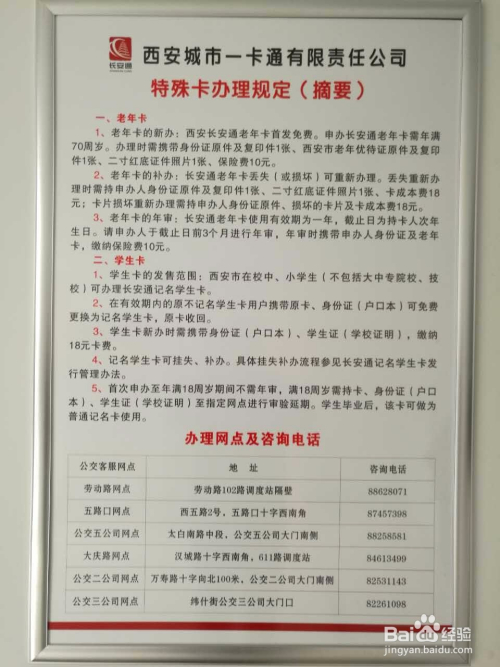 长安通
西安城市一卡通有限责任公司
特殊卡办理规定（摘要）
一、老年卡
1、老年卡的新办：西安长安通老年卡首发免费。申办长安通老年卡需年满
70周岁。办理时需携带身份证原件及复印件1张、西安市老年优待证原件及复印
件1张、二寸红底证件照片1张、保险费10元。
2、老年卡的补办：长安通老年卡丢失（或损坏）可重新办理。丢失重新办
理时需持申办人身份证原件及复印件1张、二寸红底证件照片1张、卡成本费18
元；卡片损坏重新办理需携带申办人身份证原件、损坏的卡片及卡成本费18元。
3、老年卡的年审：长安通老年卡使用有效期为一年，截止日为持卡人次年
生日。请申办人于截止日前3个月进行年审，年审时携带申办人身份证及老年
卡，缴纳保险费10元。
二、学生卡
1、学生卡的发售范围：西安市在校中、小学生（不包括大中专院校、技
校）可办理长安通记名学生卡。
2、在有效期内的原不记名学生卡用户携带原卡、身份证（户口本）可免费
更换为记名学生卡，原卡收回。
3、学生卡新办时需携带身份证（户口本）、学生证（学校证明），缴纳
18元卡费。
4、记名学生卡可挂失、补办。具体挂失补办流程参见长安通记名学生卡发
行管理办法。
5、首次申办至年满18周岁期间不需年审，满18周岁需持卡、身份证（户口
本）、学生证（学校证明）至指定网点进行审验延期。学生毕业后，该卡可做为
普通记名卡使用。
办理网点及咨询电话
公交客服网点 地 址 咨询电话
劳动路网点 劳动路102路调度站隔壁 88628071
五路口网点 西五路2号，五路口十字西南角 87457398
公交五公司网点 太白南路中段，公交五公司大门南侧 88258581
大庆路网点 汉城路十字西南角，611路调度站 84613499
公交二公司网点 万寿路十字向北100米，公交二公司大门南侧 82531143
公交三公司网点 纬什街公交三公司大门口 82261098
Baidu经验
jingyan.baidu.com